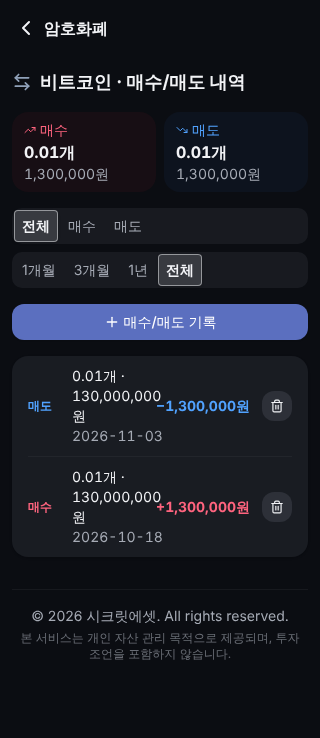 암호화폐
비트코인 · 매수/매도 내역
매수
0.01개
1,300,000원
매도
0.01개
1,300,000원
전체 매수 매도
1개월 3개월 1년 전체
+ 매수/매도 기록
매도
0.01개 ·
130,000,000
원
2026-11-03
−1,300,000원
매수
0.01개 ·
130,000,000
원
2026-10-18
+1,300,000원
© 2026 시크릿에셋. All rights reserved.
본 서비스는 개인 자산 관리 목적으로 제공되며, 투자
조언을 포함하지 않습니다.